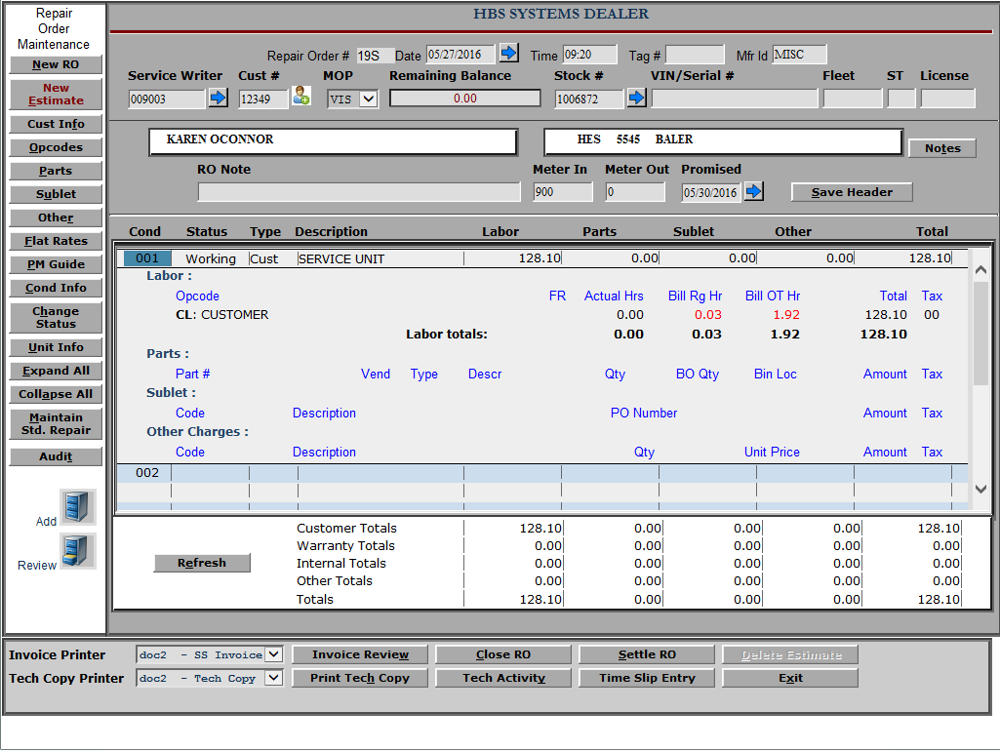 Repair
Order
Maintenance
New RO
New
Estimate
Cust Info
Opcodes
Parts
Sublet
Other
Flat Rates
PM Guide
Cond Info
Change
Status
Unit Info
Expand All
Collapse All
Maintain
Std. Repair
Audit
Add
Review
HBS SYSTEMS DEALER
Repair Order # 19S Date 05/27/2016 Time 09:20 Tag # Mfr Id MISC
Service Writer Cust # MOP Remaining Balance Stock # VIN/Serial # Fleet ST License
009003 12349 VIS 0.00 1006872
KAREN OCONNOR HES 5545 BALER Notes
RO Note Meter In Meter Out Promised
900 0 05/30/2016 Save Header
Cond Status Type Description Labor Parts Sublet Other Total
001 Working Cust SERVICE UNIT 128.10 0.00 0.00 0.00 128.10
Labor :
Opcode FR Actual Hrs Bill Rg Hr Bill OT Hr Total Tax
CL: CUSTOMER 0.00 0.03 1.92 128.10 00
Labor totals: 0.00 0.03 1.92 128.10
Parts :
Part # Vend Type Descr Qty BO Qty Bin Loc Amount Tax
Sublet :
Code Description PO Number Amount Tax
Other Charges :
Code Description Qty Unit Price Amount Tax
002
Customer Totals 128.10 0.00 0.00 0.00 128.10
Warranty Totals 0.00 0.00 0.00 0.00 0.00
Refresh Internal Totals 0.00 0.00 0.00 0.00 0.00
Other Totals 0.00 0.00 0.00 0.00 0.00
Totals 128.10 0.00 0.00 0.00 128.10
Invoice Printer doc2 - SS Invoice Invoice Review Close RO Settle RO Delete Estimate
Tech Copy Printer doc2 - Tech Copy Print Tech Copy Tech Activity Time Slip Entry Exit